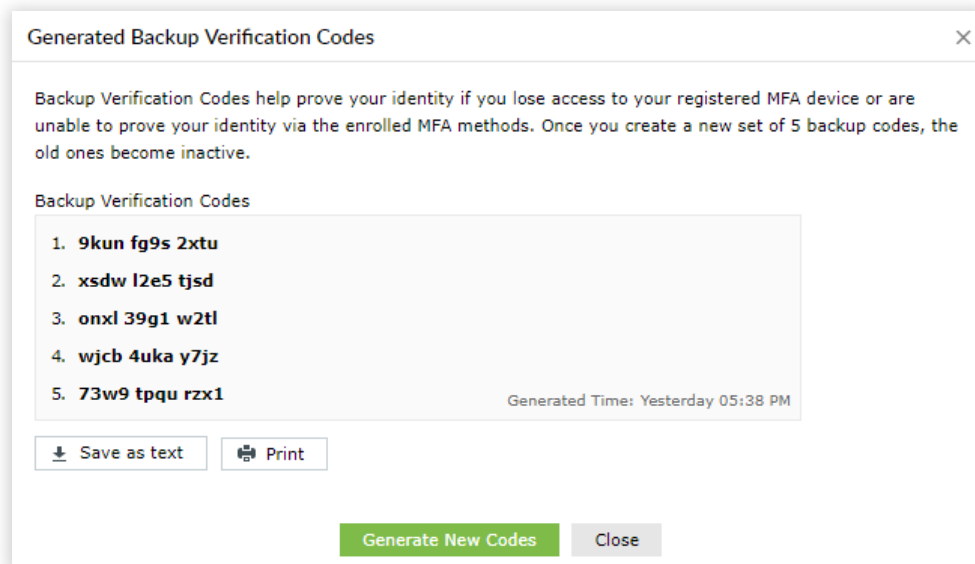 Generated Backup Verification Codes
Backup Verification Codes help prove your identity if you lose access to your registered MFA device or are
unable to prove your identity via the enrolled MFA methods. Once you create a new set of 5 backup codes, the
old ones become inactive.
Backup Verification Codes
1. 9kun fg9s 2xtu
2. xsdw l2e5 tjsd
3. onxl 39g1 w2tl
4. wjcb 4uka y7jz
5. 73w9 tpqu rzx1
Generated Time: Yesterday 05:38 PM
Save as text Print
Generate New Codes Close